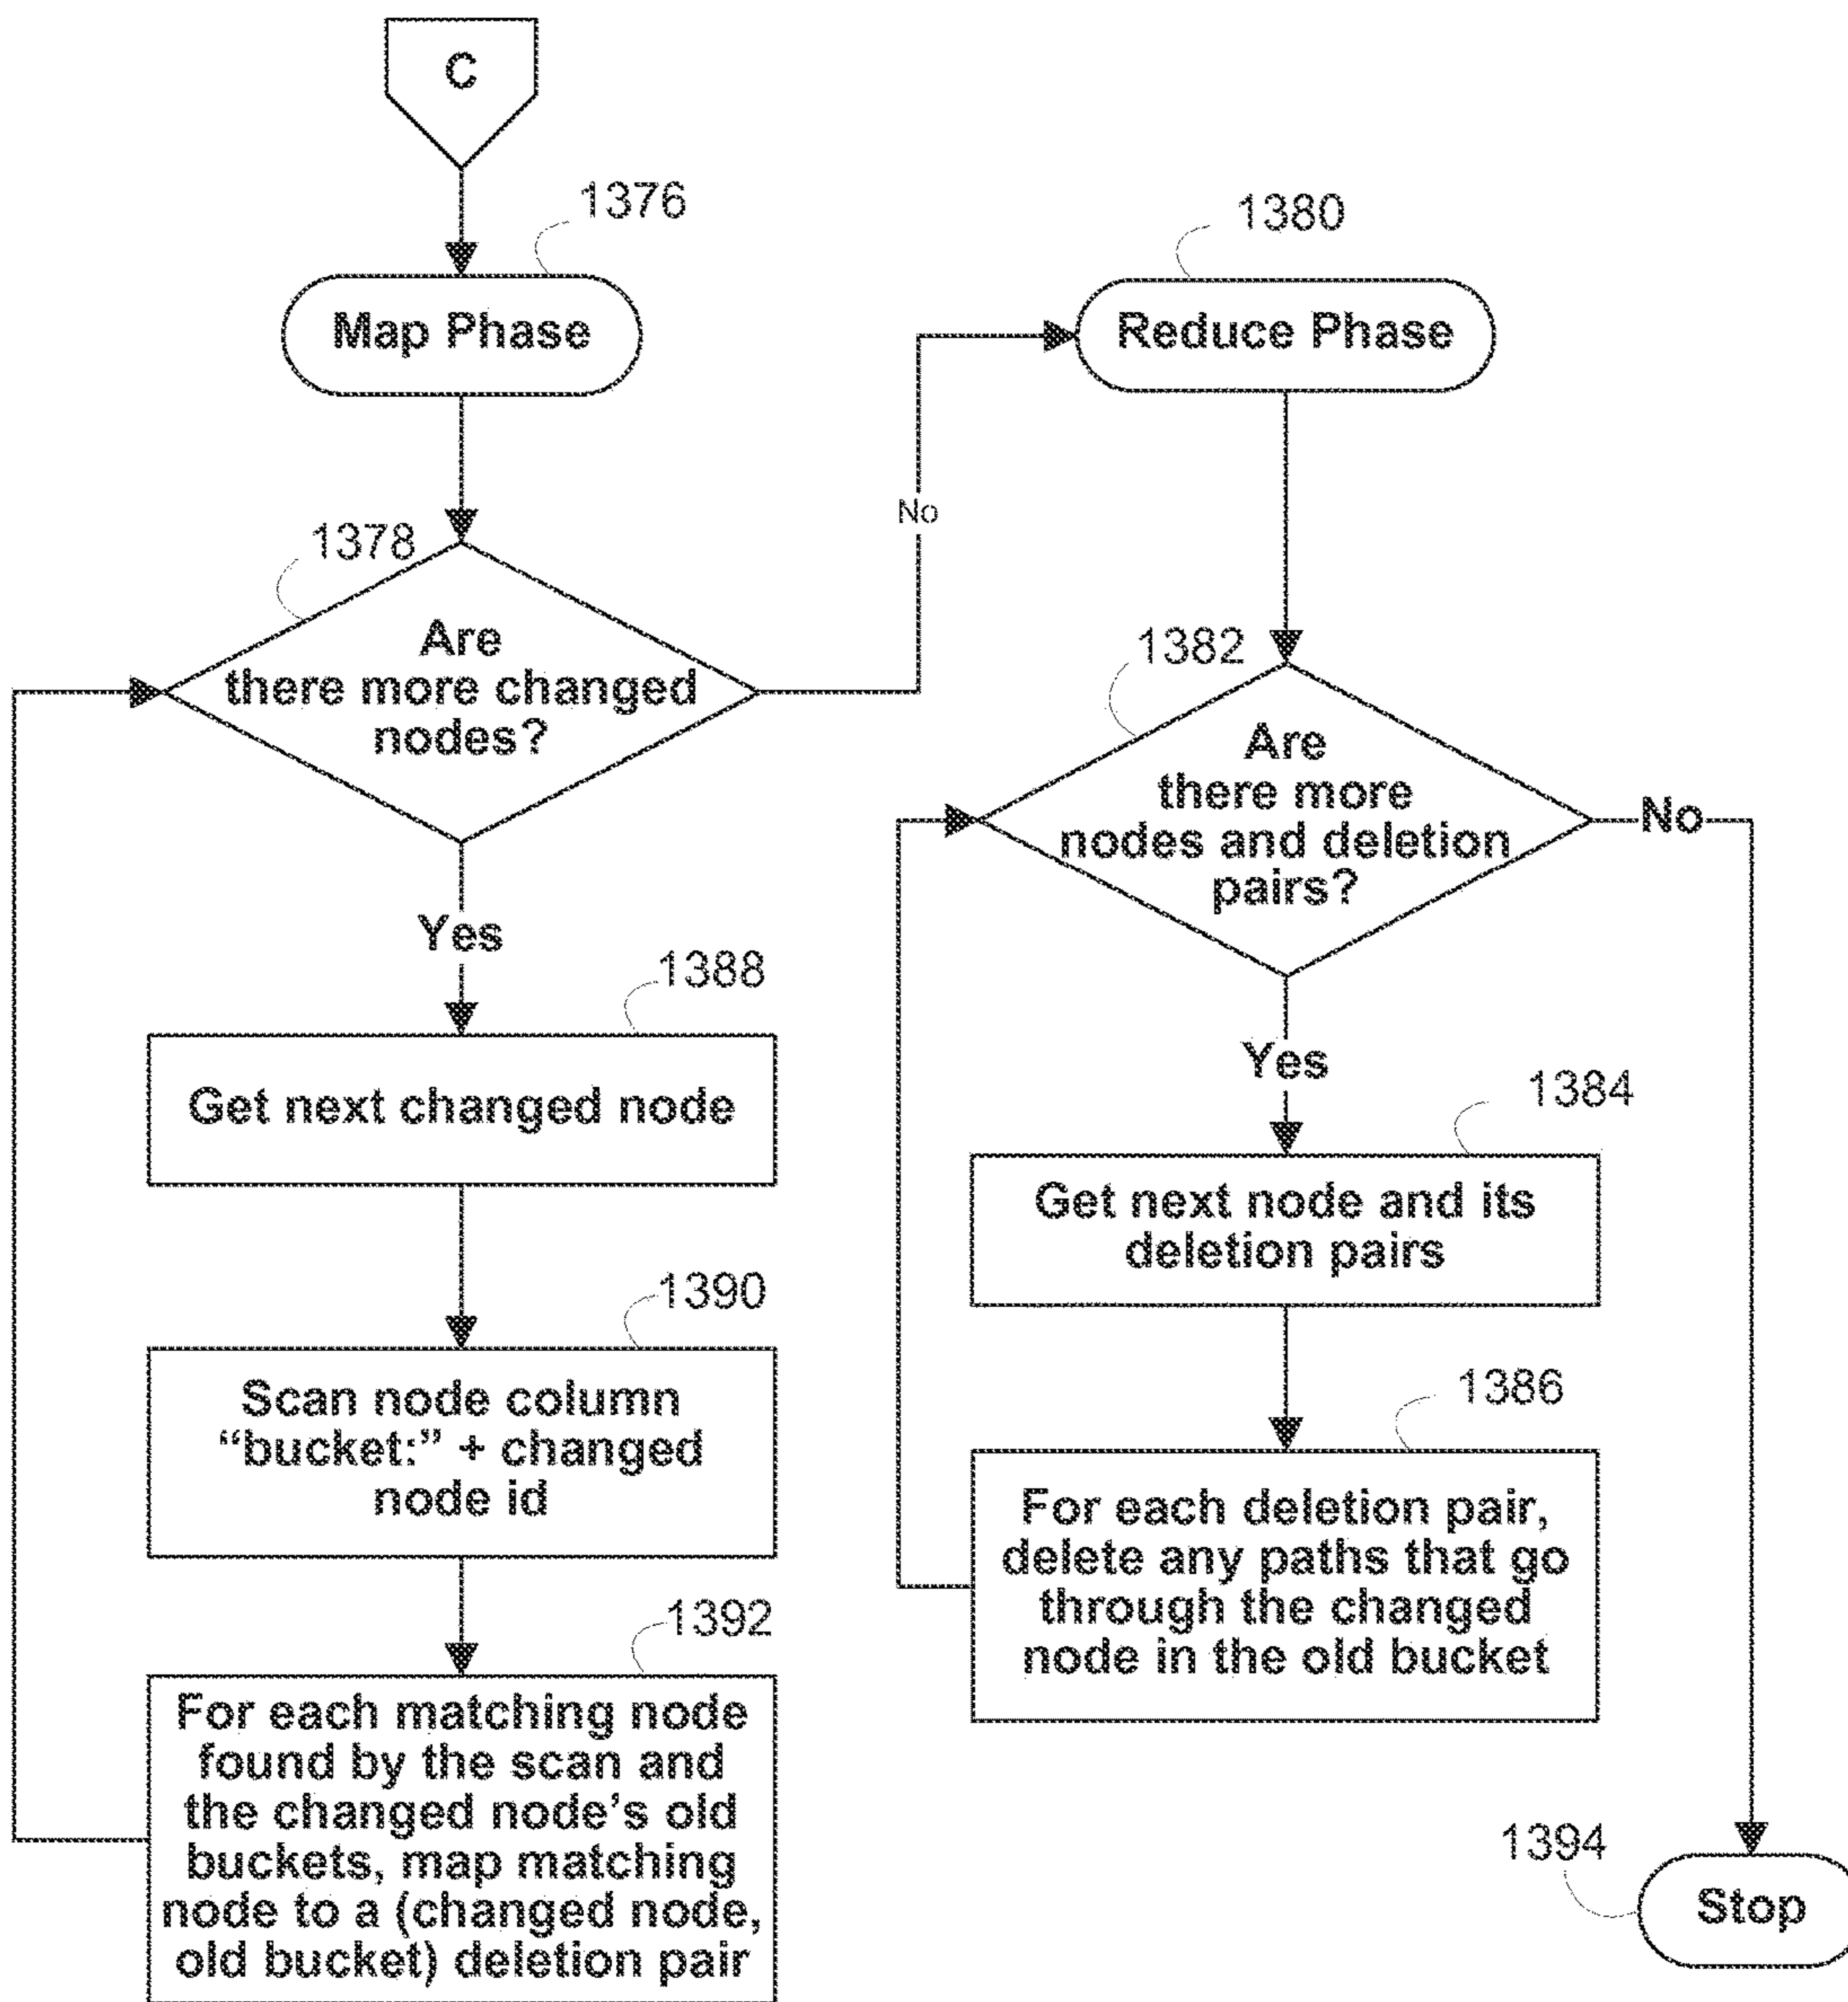 C
1376
Map Phase
1378
Are
there more changed
nodes?
No
Yes
1388
Get next changed node
1390
Scan node column
“bucket:” + changed
node id
1392
For each matching node
found by the scan and
the changed node’s old
buckets, map matching
node to a (changed node,
old bucket) deletion pair
1380
Reduce Phase
1382
Are
there more
nodes and deletion
pairs?
No
Yes
1384
Get next node and its
deletion pairs
1386
For each deletion pair,
delete any paths that go
through the changed
node in the old bucket
1394
Stop